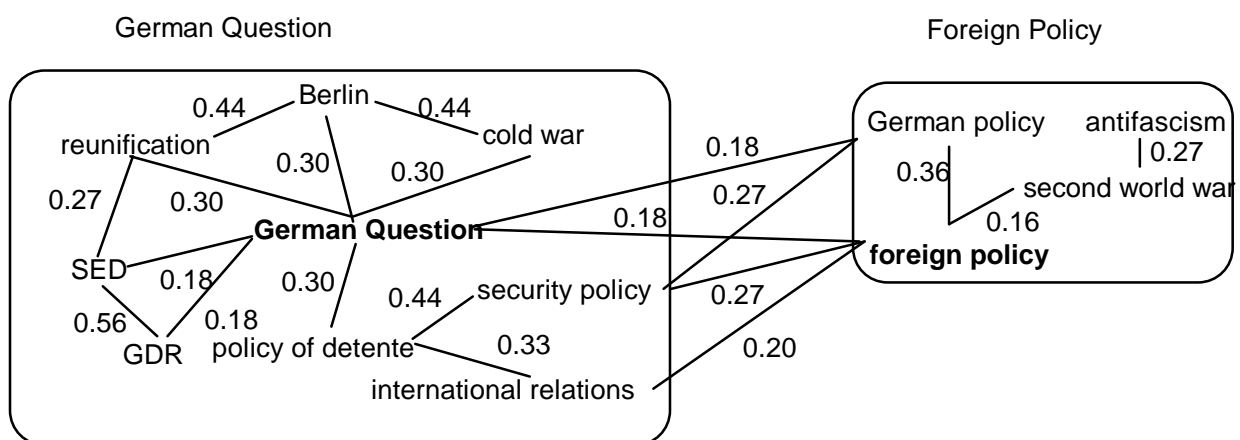 German Question
Foreign Policy
Berlin
0.44
0.44
reunification
cold war
0.30
0.30
0.27
0.30
German Question
SED
0.18
0.30
0.56
0.18
GDR
policy of detente
0.44
security policy
0.33
international relations
0.18
0.27
0.18
0.27
0.20
German policy
antifascism
0.36
0.27
second world war
0.16
foreign policy